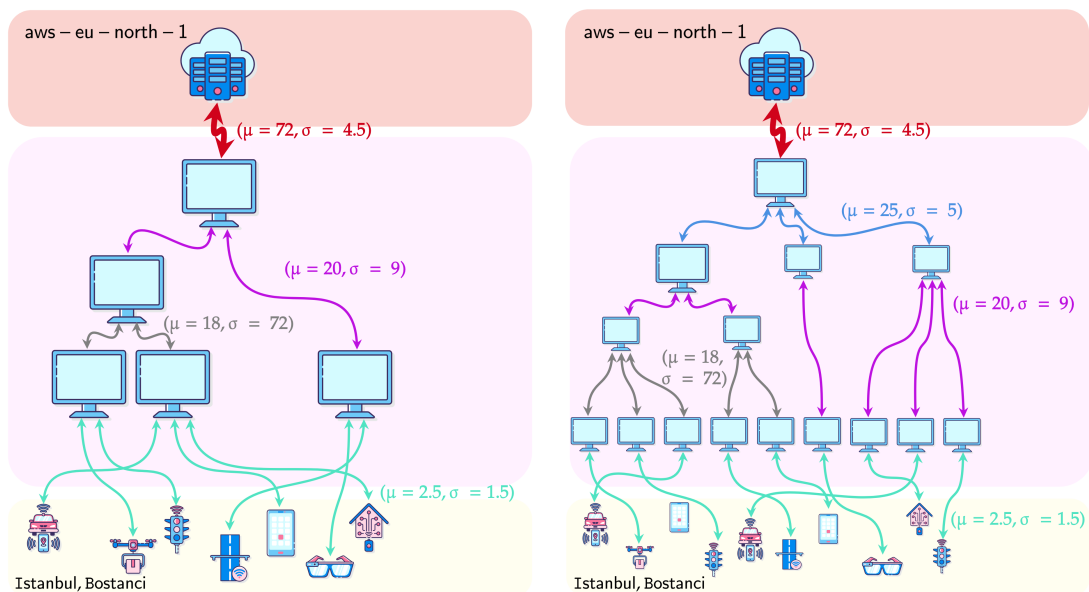 aws – eu – north – 1
(μ = 72, σ = 4.5)
(μ = 20, σ = 9)
(μ = 18, σ = 72)
(μ = 2.5, σ = 1.5)
Istanbul, Bostanci
aws – eu – north – 1
(μ = 72, σ = 4.5)
(μ = 25, σ = 5)
(μ = 20, σ = 9)
(μ = 18,
σ = 72)
(μ = 2.5, σ = 1.5)
Istanbul, Bostanci